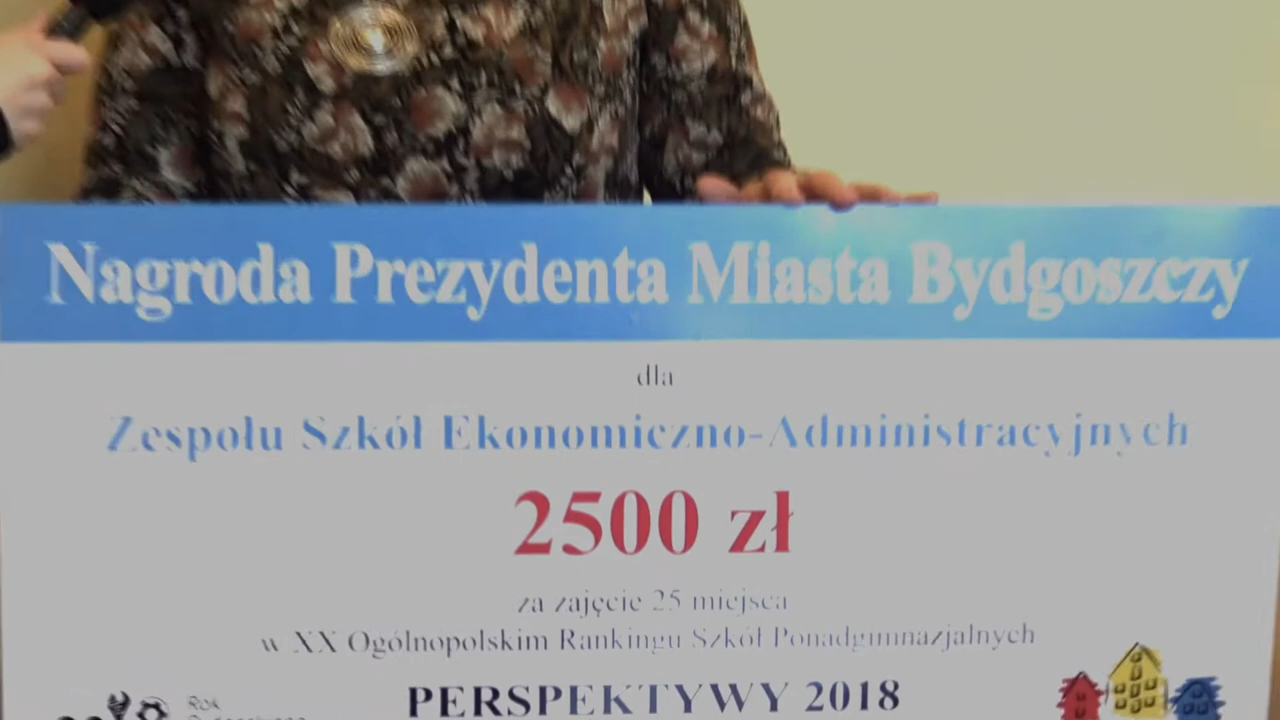 Nagroda Prezydenta Miasta Bydgoszczy
dla
Zespołu Szkół Ekonomiczno-Administracyjnych
2500 zł
za zajęcie 25 miejsca
w XX Ogólnopolskim Rankingu Szkół Ponadgimnazjalnych
PERSPEKTYWY 2018
Rok